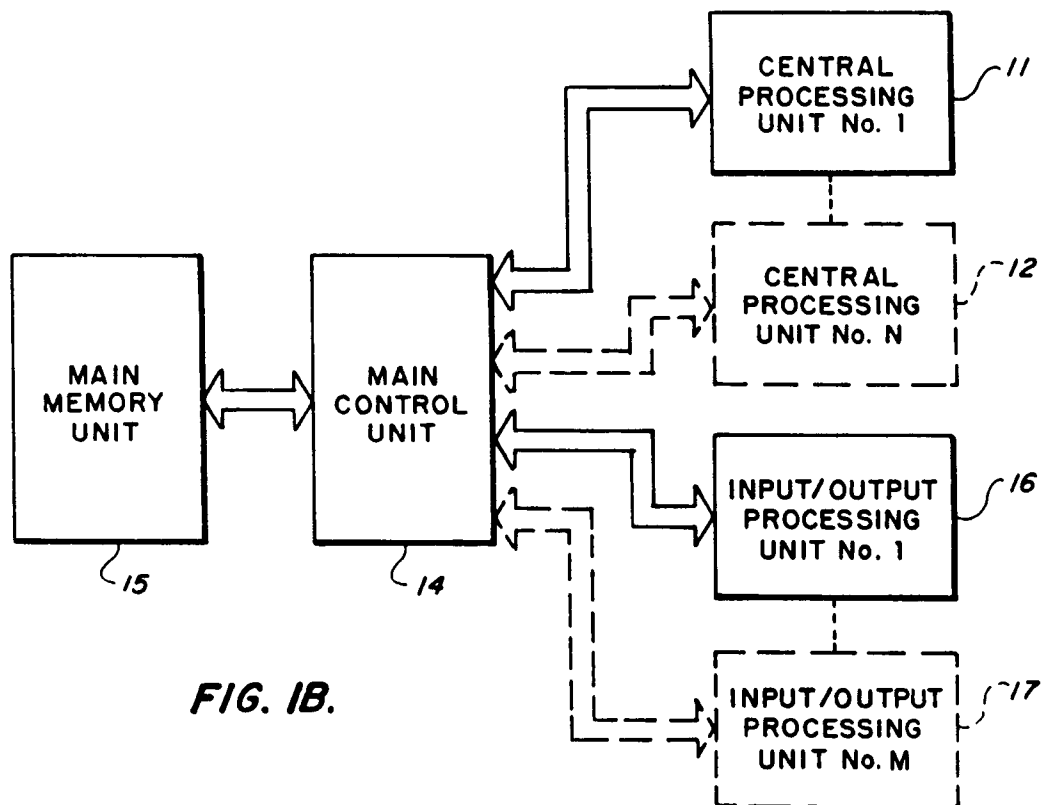 CENTRAL
PROCESSING
UNIT No. 1
11
CENTRAL
PROCESSING
UNIT No. N
12
MAIN
MEMORY
UNIT
15
MAIN
CONTROL
UNIT
14
INPUT/OUTPUT
PROCESSING
UNIT No. 1
16
INPUT/OUTPUT
PROCESSING
UNIT No. M
17
FIG. 1B.